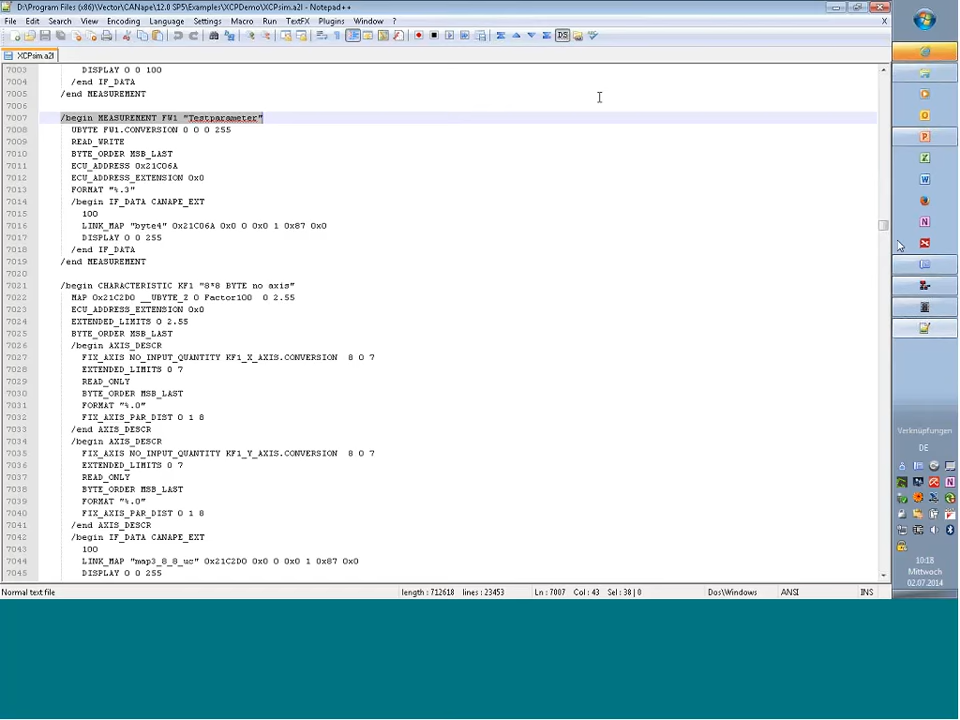 D:\Program Files (x86)\Vector\CANape\12.0 SP5\Examples\XCPDemo\XCPsim.a2l - Notepad++
File Edit Search View Encoding Language Settings Macro Run TextFX Plugins Window ?
X
XCPsim.a2l
7003 DISPLAY 0 0 100
7004 /end IF_DATA
7005 /end MEASUREMENT
7006
7007 /begin MEASUREMENT FW1 "Testparameter"
7008 UBYTE FW1.CONVERSION 0 0 0 255
7009 READ_WRITE
7010 BYTE_ORDER MSB_LAST
7011 ECU_ADDRESS 0x21C06A
7012 ECU_ADDRESS_EXTENSION 0x0
7013 FORMAT "%.3"
7014 /begin IF_DATA CANAPE_EXT
7015 100
7016 LINK_MAP "byte4" 0x21C06A 0x0 0 0x0 1 0x87 0x0
7017 DISPLAY 0 0 255
7018 /end IF_DATA
7019 /end MEASUREMENT
7020
7021 /begin CHARACTERISTIC KF1 "8*8 BYTE no axis"
7022 MAP 0x21C2D0 __UBYTE_Z 0 Factor100 0 2.55
7023 ECU_ADDRESS_EXTENSION 0x0
7024 EXTENDED_LIMITS 0 2.55
7025 BYTE_ORDER MSB_LAST
7026 /begin AXIS_DESCR
7027 FIX_AXIS NO_INPUT_QUANTITY KF1_X_AXIS.CONVERSION 8 0 7
7028 EXTENDED_LIMITS 0 7
7029 READ_ONLY
7030 BYTE_ORDER MSB_LAST
7031 FORMAT "%.0"
7032 FIX_AXIS_PAR_DIST 0 1 8
7033 /end AXIS_DESCR
7034 /begin AXIS_DESCR
7035 FIX_AXIS NO_INPUT_QUANTITY KF1_Y_AXIS.CONVERSION 8 0 7
7036 EXTENDED_LIMITS 0 7
7037 READ_ONLY
7038 BYTE_ORDER MSB_LAST
7039 FORMAT "%.0"
7040 FIX_AXIS_PAR_DIST 0 1 8
7041 /end AXIS_DESCR
7042 /begin IF_DATA CANAPE_EXT
7043 100
7044 LINK_MAP "map3_8_8_uc" 0x21C2D0 0x0 0 0x0 1 0x87 0x0
7045 DISPLAY 0 0 255
Normal text file length : 712618 lines : 23453 Ln : 7007 Col : 43 Sel : 38 | 0 Dos\Windows ANSI INS
Verknüpfungen
DE
10:18
Mittwoch
02.07.2014